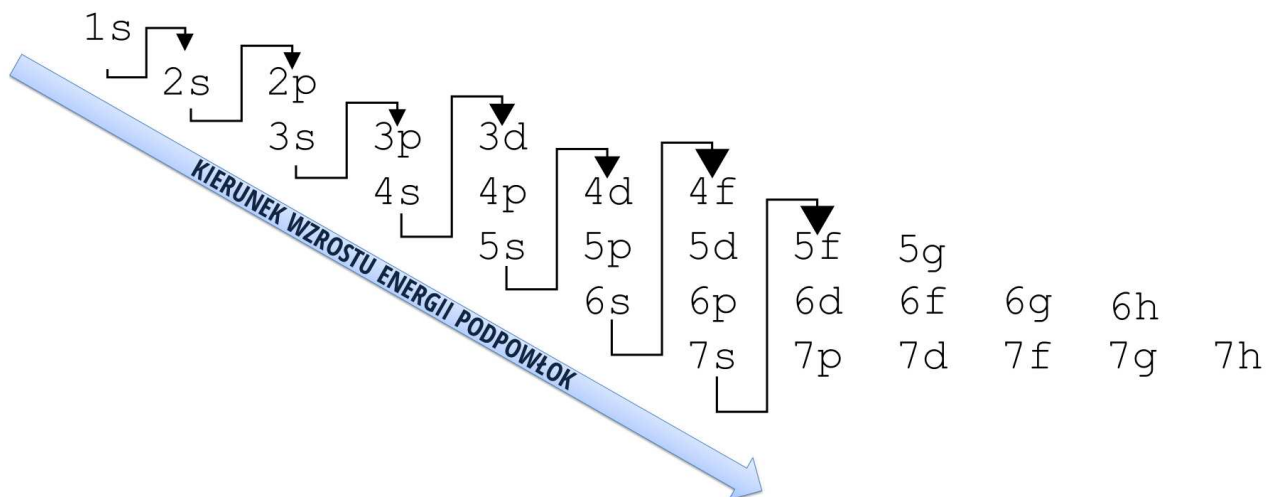 1s
2s 2p
3s 3p 3d
4s 4p 4d 4f
5s 5p 5d 5f 5g
6s 6p 6d 6f 6g 6h
7s 7p 7d 7f 7g 7h
KIERUNEK WZROSTU ENERGII PODPOWŁOK